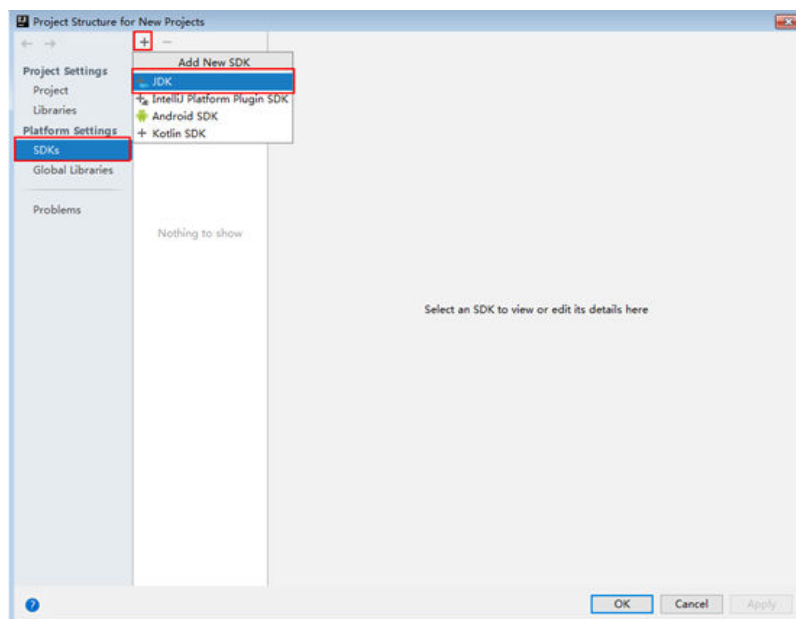 Project Structure for New Projects
Add New SDK
Project Settings
JDK
Project
IntelliJ Platform Plugin SDK
Libraries
Android SDK
Platform Settings
Kotlin SDK
SDKs
Global Libraries
Problems
Nothing to show
Select an SDK to view or edit its details here
?
OK
Cancel
Apply